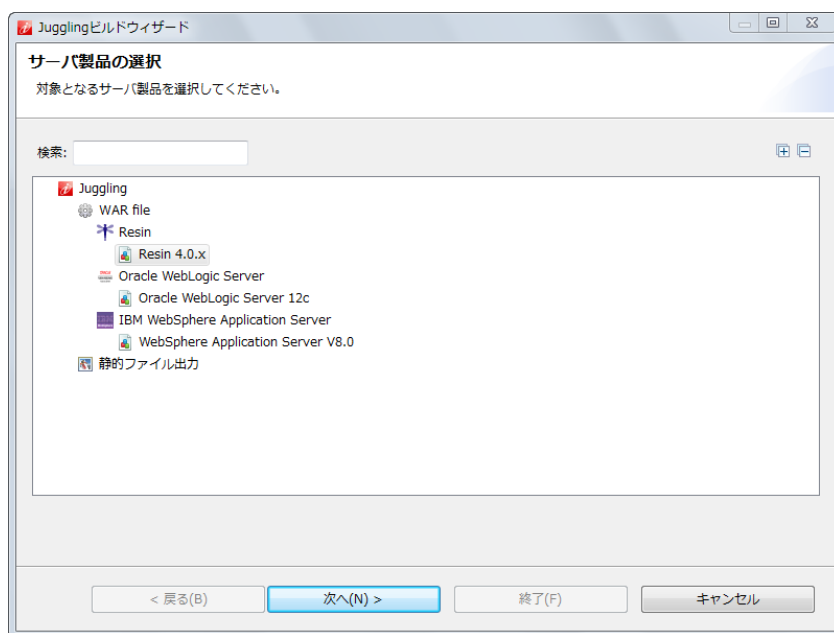 Jugglingビルドウィザード
サーバ製品の選択
対象となるサーバ製品を選択してください。
検索:
Juggling
WAR file
Resin
Resin 4.0.x
Oracle WebLogic Server
Oracle WebLogic Server 12c
IBM WebSphere Application Server
WebSphere Application Server V8.0
静的ファイル出力
< 戻る(B) 次へ(N) > 終了(F) キャンセル